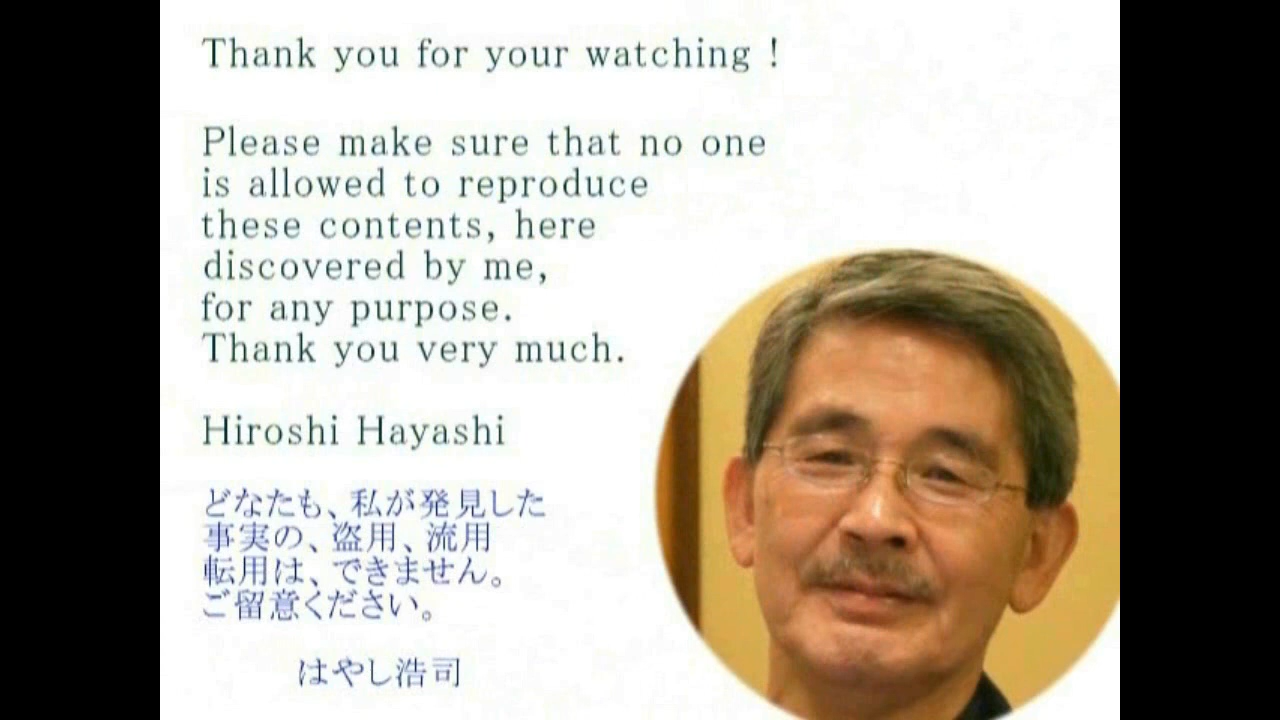 Thank you for your watching !
Please make sure that no one
is allowed to reproduce
these contents, here
discovered by me,
for any purpose.
Thank you very much.
Hiroshi Hayashi
どなたも、私が発見した
事実の、盗用、流用
転用は、できません。
ご留意ください。
はやし浩司